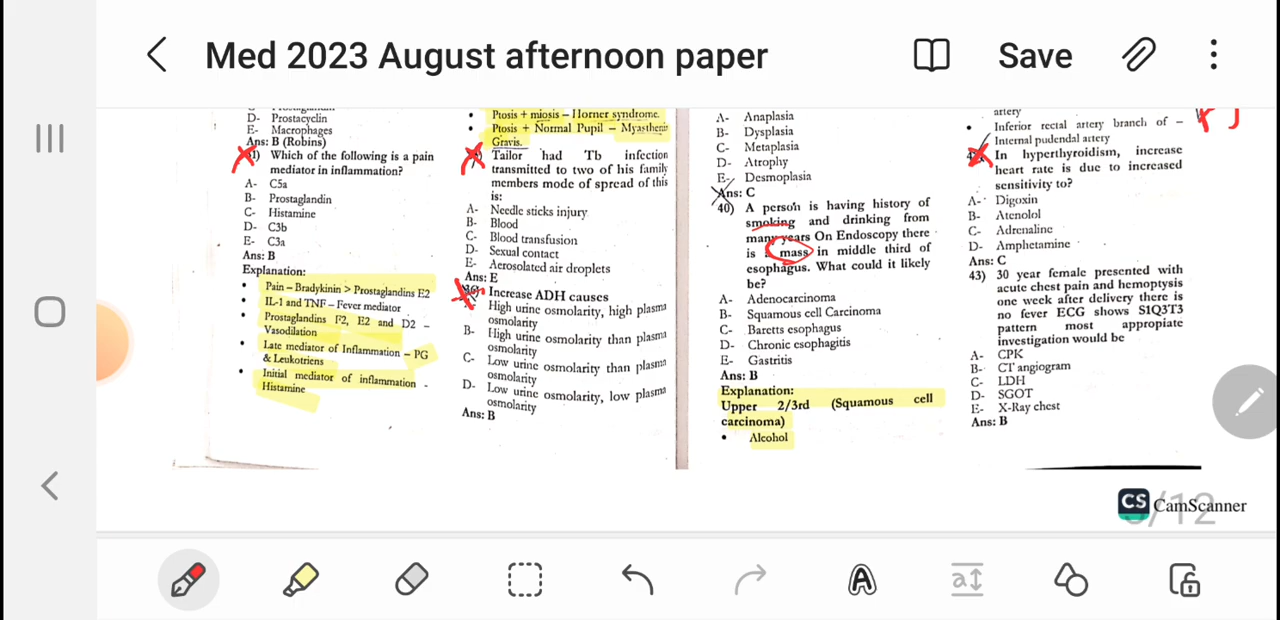 Med 2023 August afternoon paper
Save
D- Prostacyclin
E- Macrophages
Ans: B (Robins)
Which of the following is a pain
mediator in inflammation?
A- C5a
B- Prostaglandin
C- Histamine
D- C3b
E- C3a
Ans: B
Explanation:
• Pain – Bradykinin > Prostaglandins E2
• IL-1 and TNF – Fever mediator
• Prostaglandins F2, E2 and D2 –
Vasodilation
• Late mediator of Inflammation – PG
& Leukotriens
• Initial mediator of inflammation -
Histamine
• Ptosis + miosis – Horner syndrome.
• Ptosis + Normal Pupil – Myasthenia
Gravis.
Tailor had Tb infection
transmitted to two of his family
members mode of spread of this
is:
A- Needle sticks injury
B- Blood
C- Blood transfusion
D- Sexual contact
E- Aerosolated air droplets
Ans: E
Increase ADH causes
High urine osmolarity, high plasma
osmolarity
B- High urine osmolarity than plasma
osmolarity
C- Low urine osmolarity than plasma
osmolarity
D- Low urine osmolarity, low plasma
osmolarity
Ans: B
A- Anaplasia
B- Dysplasia
C- Metaplasia
D- Atrophy
E- Desmoplasia
Ans: C
40) A person is having history of
smoking and drinking from
many years On Endoscopy there
is a mass in middle third of
esophagus. What could it likely
be?
A- Adenocarcinoma
B- Squamous cell Carcinoma
C- Baretts esophagus
D- Chronic esophagitis
E- Gastritis
Ans: B
Explanation:
Upper 2/3rd (Squamous cell
carcinoma)
• Alcohol
artery
• Inferior rectal artery branch of –
Internal pudendal artery
In hyperthyroidism, increase
heart rate is due to increased
sensitivity to?
A- Digoxin
B- Atenolol
C- Adrenaline
D- Amphetamine
Ans: C
43) 30 year female presented with
acute chest pain and hemoptysis
one week after delivery there is
no fever ECG shows S1Q3T3
pattern most appropiate
investigation would be
A- CPK
B- CT angiogram
C- LDH
D- SGOT
E- X-Ray chest
Ans: B
CS CamScanner
/12